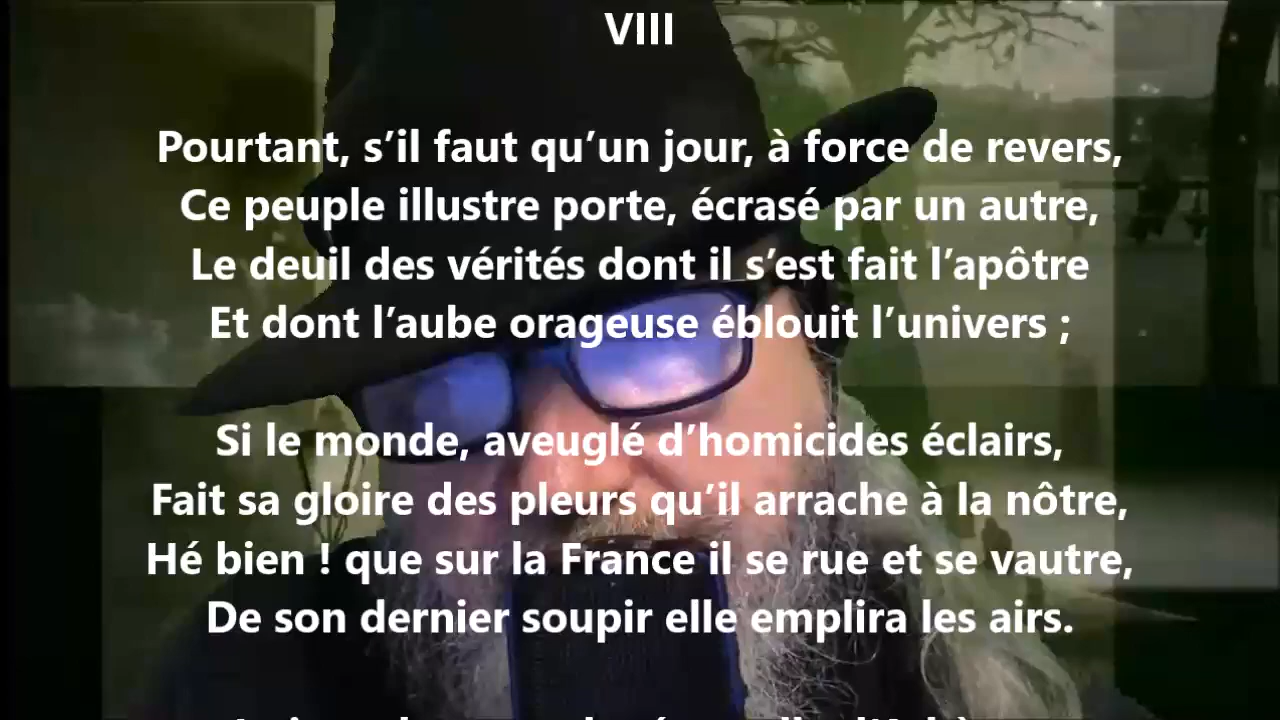 VIII
Pourtant, s’il faut qu’un jour, à force de revers,
Ce peuple illustre porte, écrasé par un autre,
Le deuil des vérités dont il s’est fait l’apôtre
Et dont l’aube orageuse éblouit l’univers ;
Si le monde, aveuglé d’homicides éclairs,
Fait sa gloire des pleurs qu’il arrache à la nôtre,
Hé bien ! que sur la France il se rue et se vautre,
De son dernier soupir elle emplira les airs.